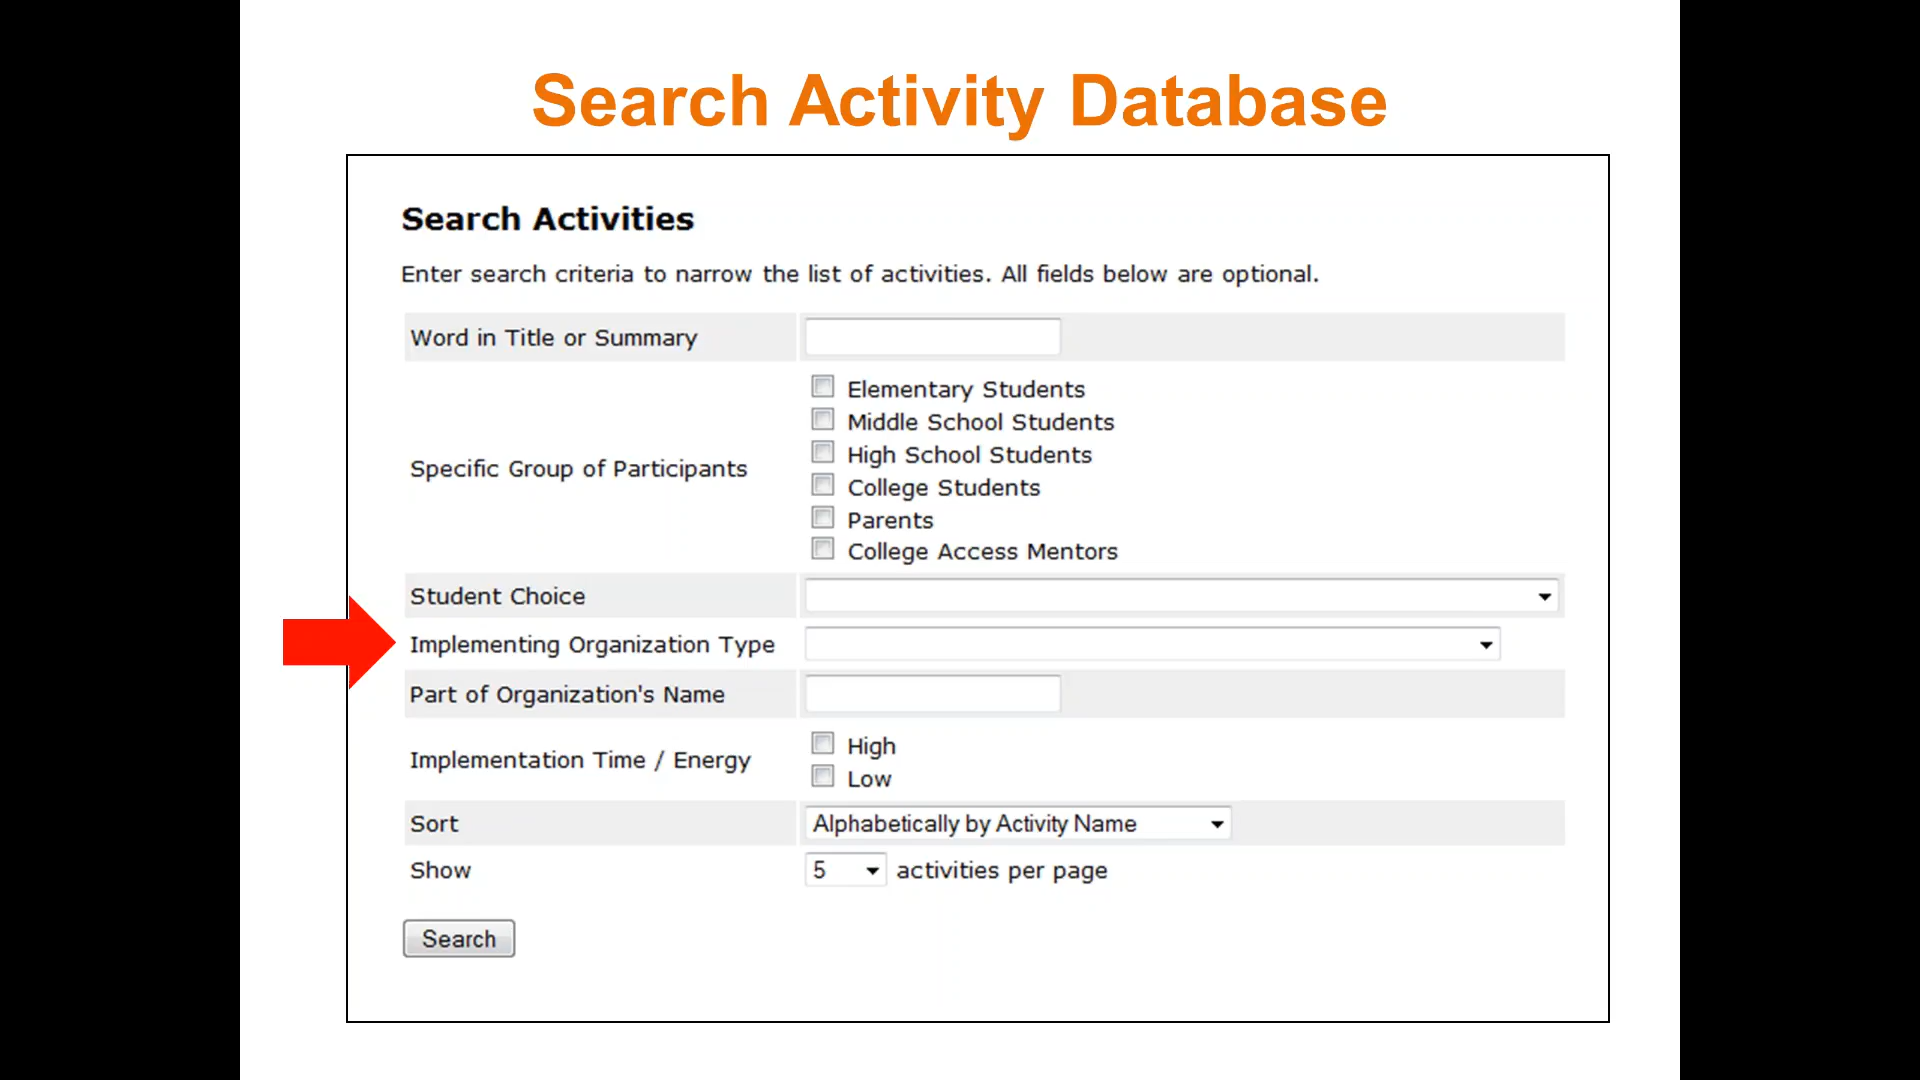 Search Activity Database
Search Activities
Enter search criteria to narrow the list of activities. All fields below are optional.
Word in Title or Summary
Specific Group of Participants
Elementary Students
Middle School Students
High School Students
College Students
Parents
College Access Mentors
Student Choice
Implementing Organization Type
Part of Organization's Name
Implementation Time / Energy
High
Low
Sort
Alphabetically by Activity Name
Show
5 activities per page
Search